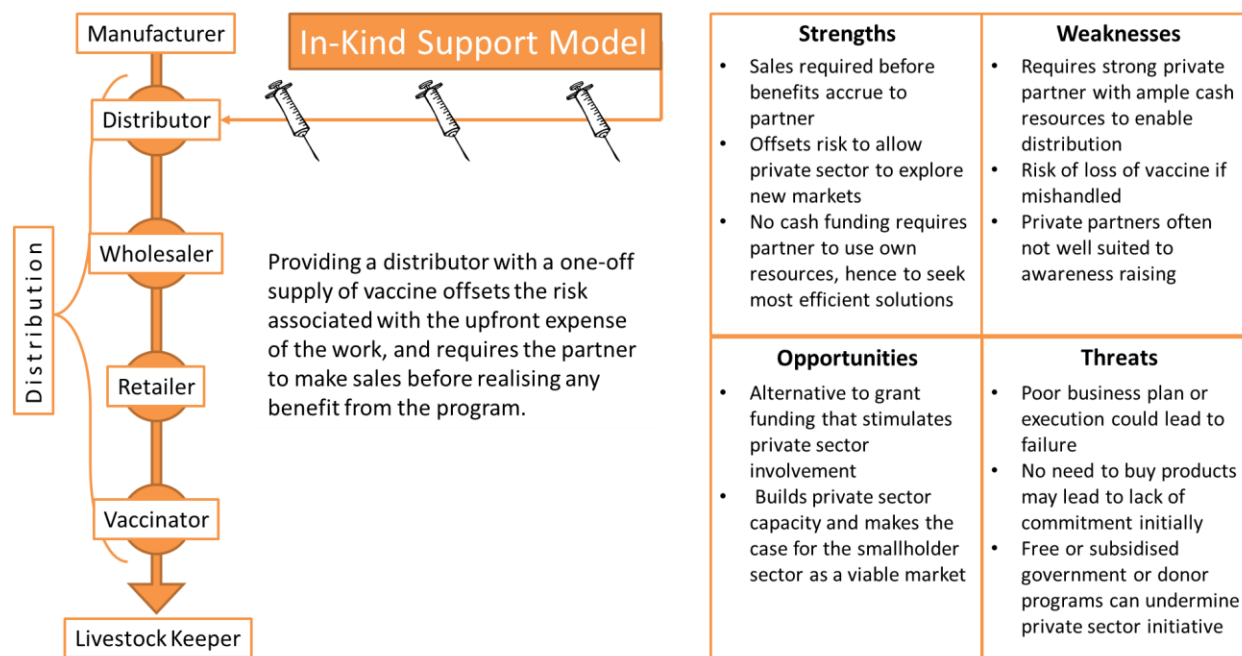 Manufacturer
Distributor
Wholesaler
Retailer
Vaccinator
Livestock Keeper
Distribution
In-Kind Support Model
Providing a distributor with a one-off
supply of vaccine offsets the risk
associated with the upfront expense
of the work, and requires the partner
to make sales before realising any
benefit from the program.
Strengths
• Sales required before
benefits accrue to
partner
• Offsets risk to allow
private sector to explore
new markets
• No cash funding requires
partner to use own
resources, hence to seek
most efficient solutions
Weaknesses
• Requires strong private
partner with ample cash
resources to enable
distribution
• Risk of loss of vaccine if
mishandled
• Private partners often
not well suited to
awareness raising
Opportunities
• Alternative to grant
funding that stimulates
private sector
involvement
• Builds private sector
capacity and makes the
case for the smallholder
sector as a viable market
Threats
• Poor business plan or
execution could lead to
failure
• No need to buy products
may lead to lack of
commitment initially
• Free or subsidised
government or donor
programs can undermine
private sector initiative